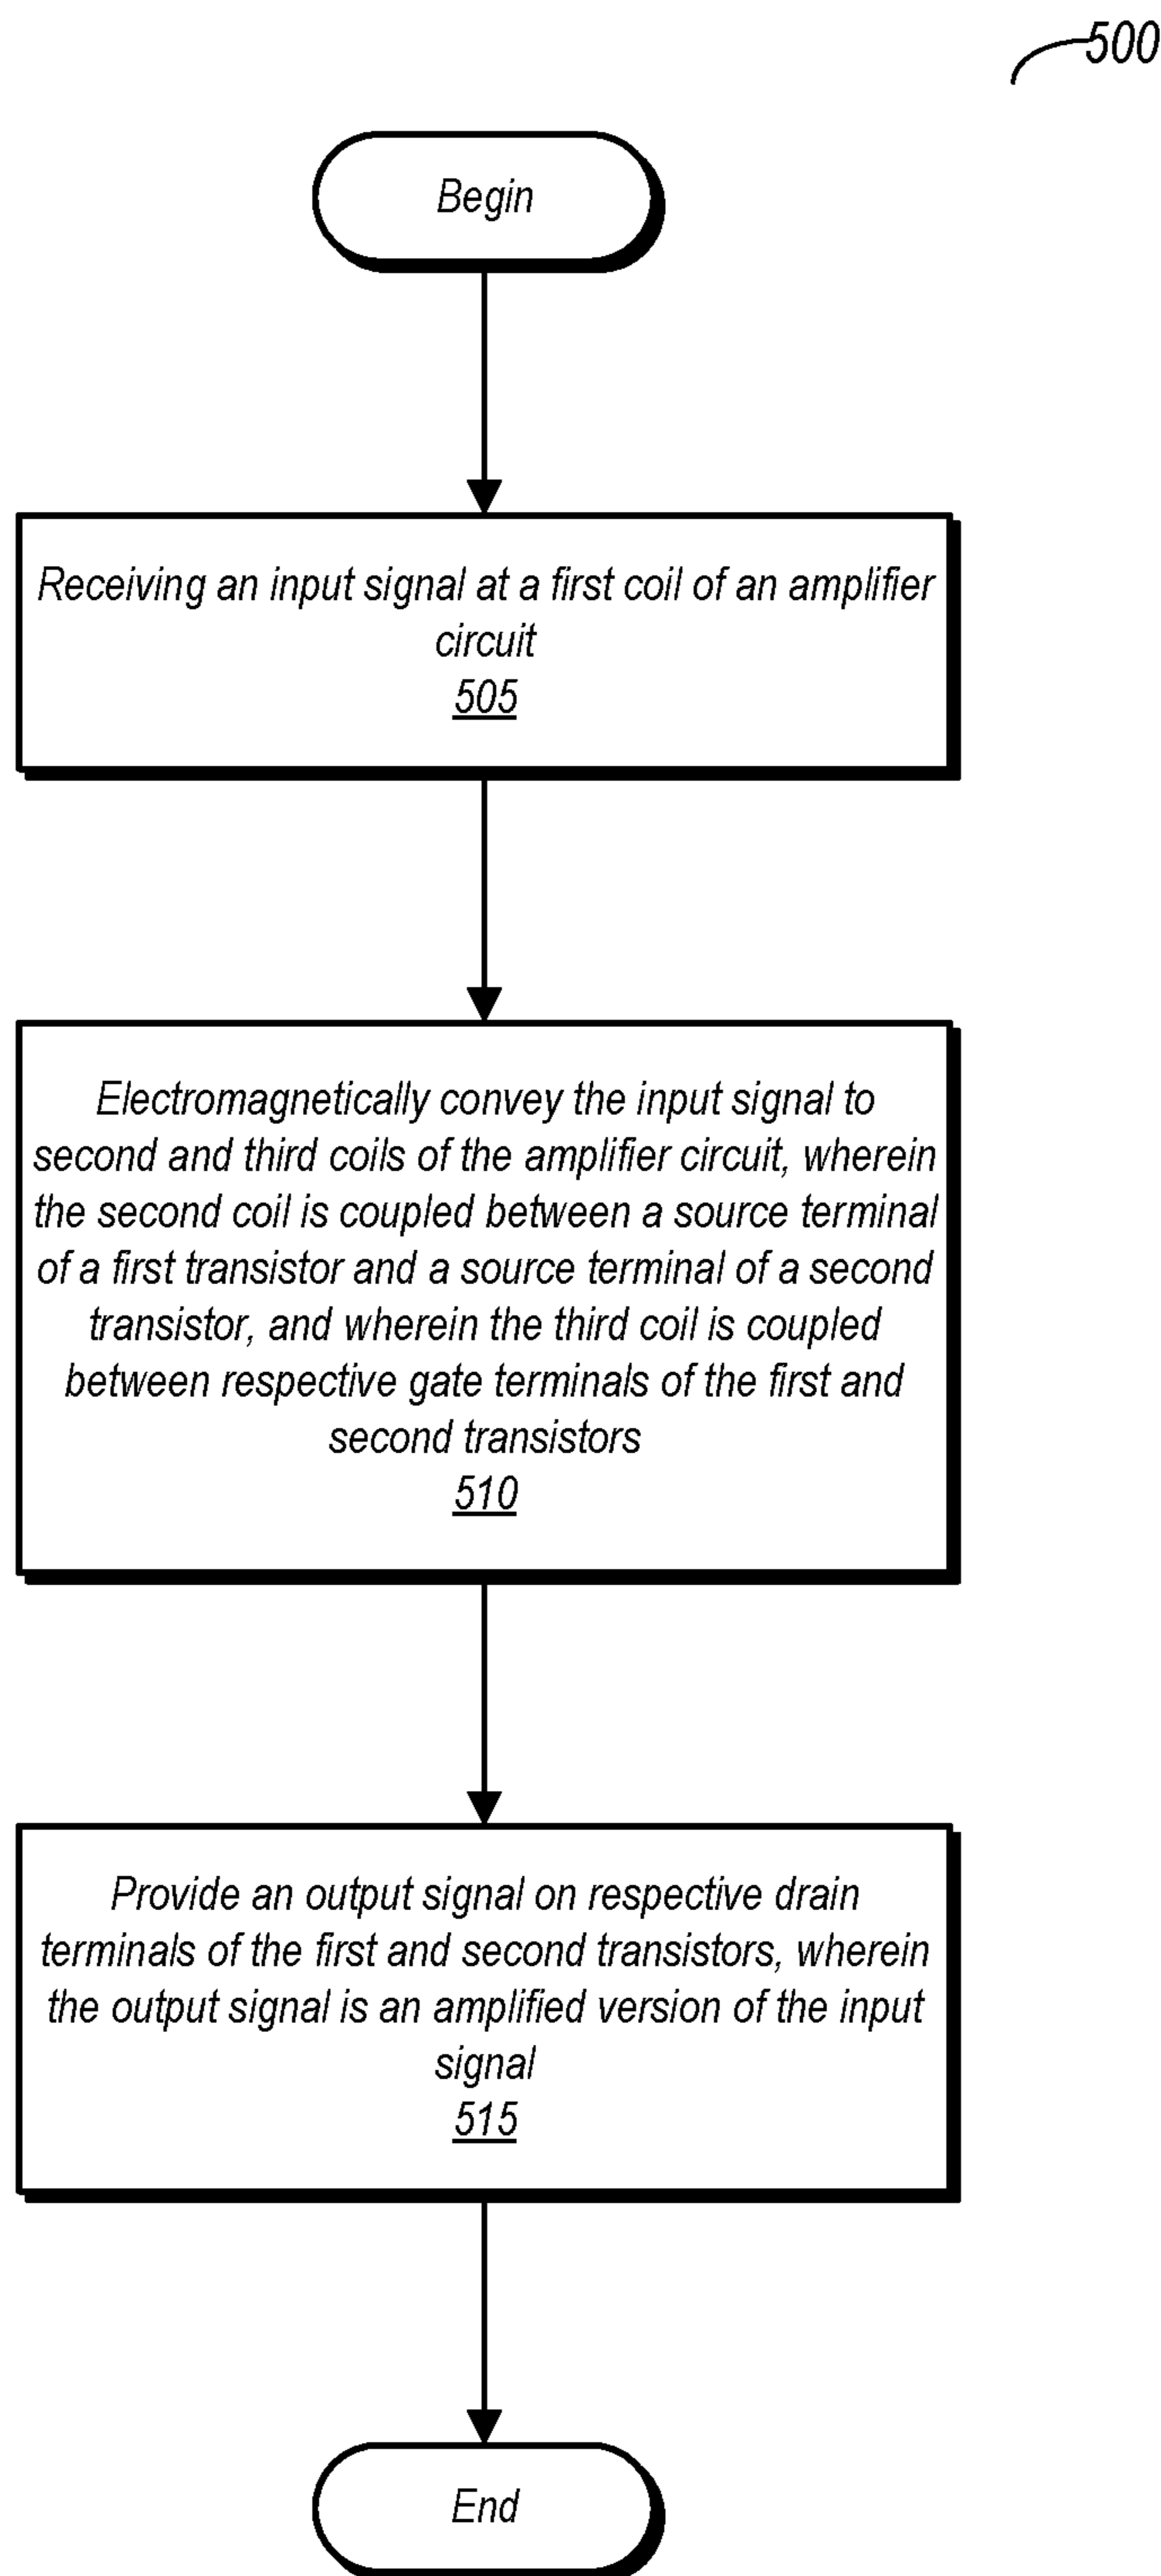 500
Begin
Receiving an input signal at a first coil of an amplifier
circuit
505
Electromagnetically convey the input signal to
second and third coils of the amplifier circuit, wherein
the second coil is coupled between a source terminal
of a first transistor and a source terminal of a second
transistor, and wherein the third coil is coupled
between respective gate terminals of the first and
second transistors
510
Provide an output signal on respective drain
terminals of the first and second transistors, wherein
the output signal is an amplified version of the input
signal
515
End